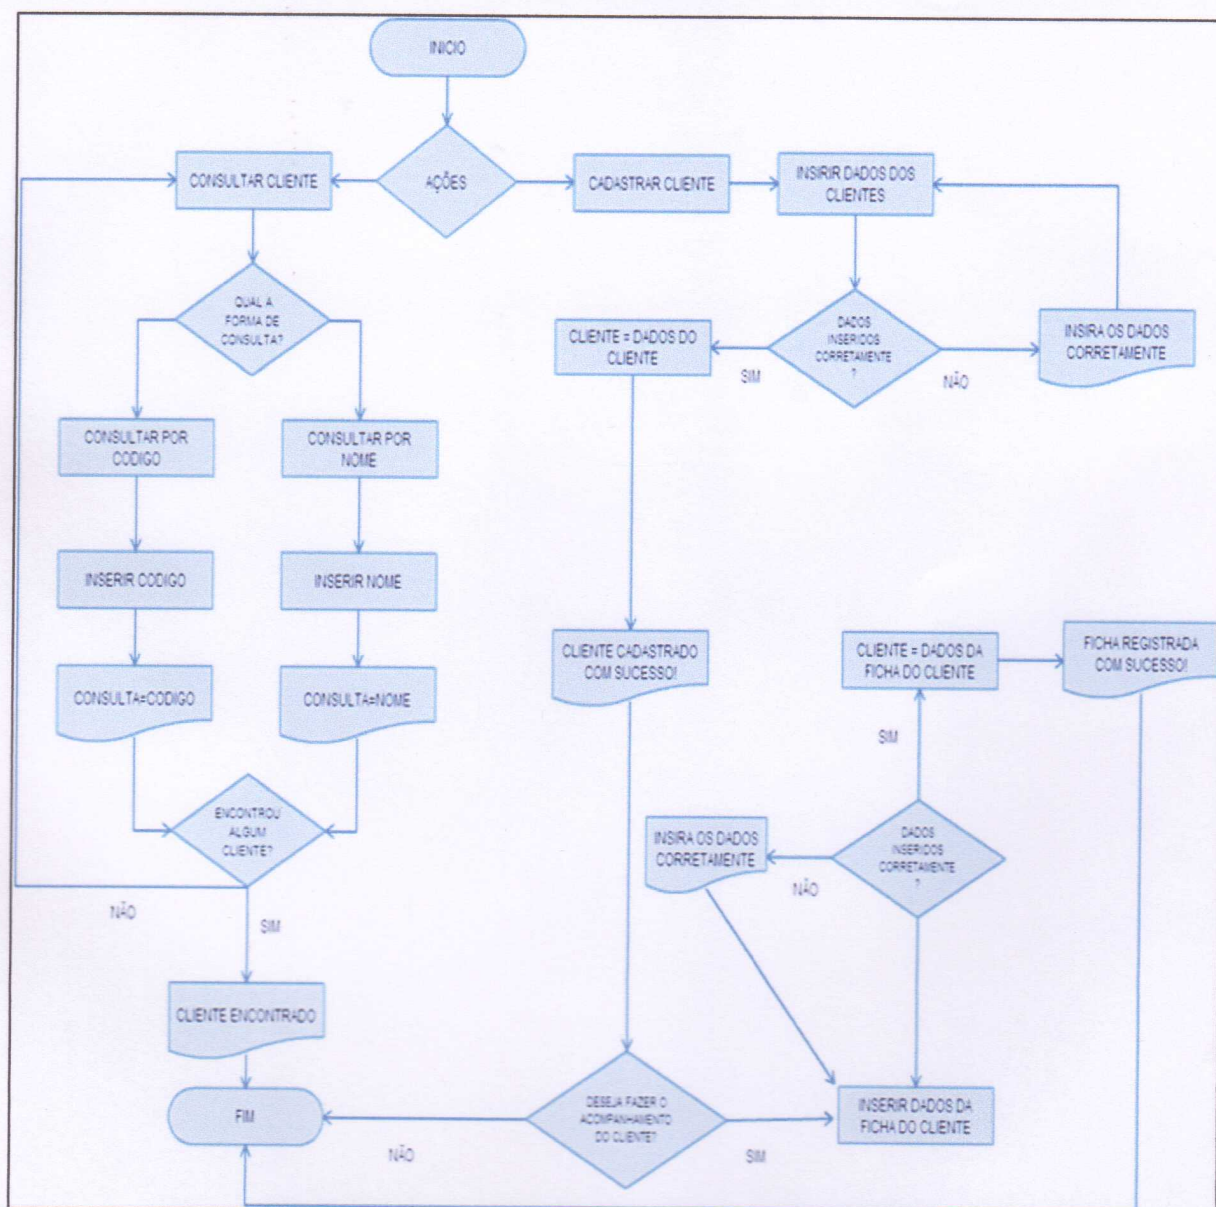 INICIO
CONSULTAR CLIENTE
AÇÕES
CADASTRAR CLIENTE
INSIRIR DADOS DOS
CLIENTES
QUAL A
FORMA DE
CONSULTA?
CLIENTE = DADOS DO
CLIENTE
DADOS
INSERIDOS
CORRETAMENTE
?
INSIRA OS DADOS
CORRETAMENTE
SIM
NÃO
CONSULTAR POR
CODIGO
CONSULTAR POR
NOME
INSERIR CODIGO
INSERIR NOME
CONSULTA=CODIGO
CONSULTA=NOME
CLIENTE CADASTRADO
COM SUCESSO!
CLIENTE = DADOS DA
FICHA DO CLIENTE
FICHA REGISTRADA
COM SUCESSO!
SIM
ENCONTROU
ALGUM
CLIENTE?
INSIRA OS DADOS
CORRETAMENTE
DADOS
INSERIDOS
CORRETAMENTE
?
NÃO
NÃO
SIM
CLIENTE ENCONTRADO
FIM
DESEJA FAZER O
ACOMPANHAMENTO
DO CLIENTE?
INSERIR DADOS DA
FICHA DO CLIENTE
NÃO
SIM